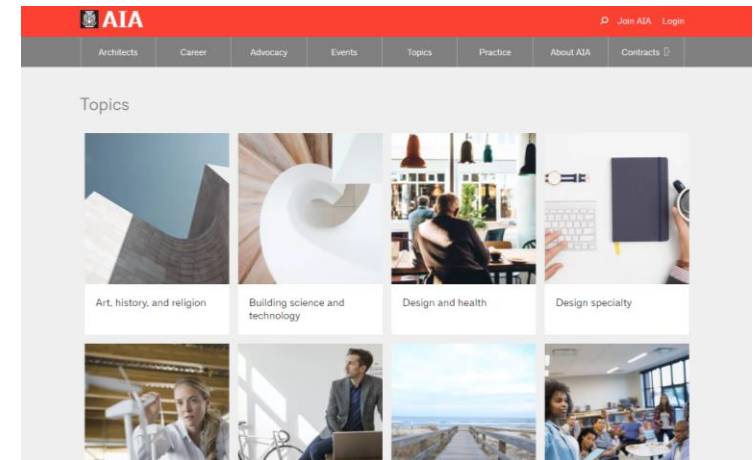 AIA
Join AIA Login
Architects Career Advocacy Events Topics Practice About AIA Contracts
Topics
Art, history, and religion
Building science and
technology
Design and health
Design specialty